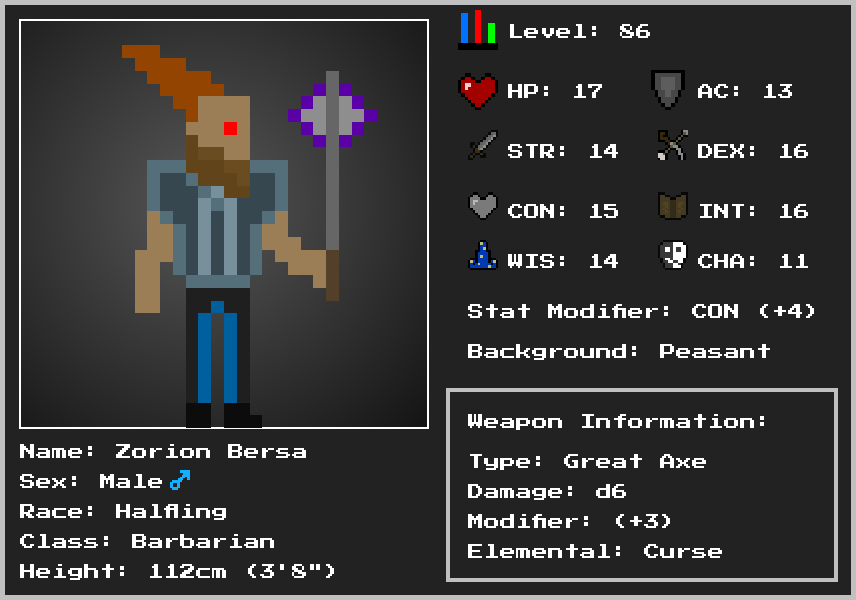 Level: 86
HP: 17 AC: 13
STR: 14 DEX: 16
CON: 15 INT: 16
WIS: 14 CHA: 11
Stat Modifier: CON (+4)
Background: Peasant
Weapon Information:
Type: Great Axe
Damage: d6
Modifier: (+3)
Elemental: Curse
Name: Zorion Bersa
Sex: Male♂
Race: Halfling
Class: Barbarian
Height: 112cm (3'8")